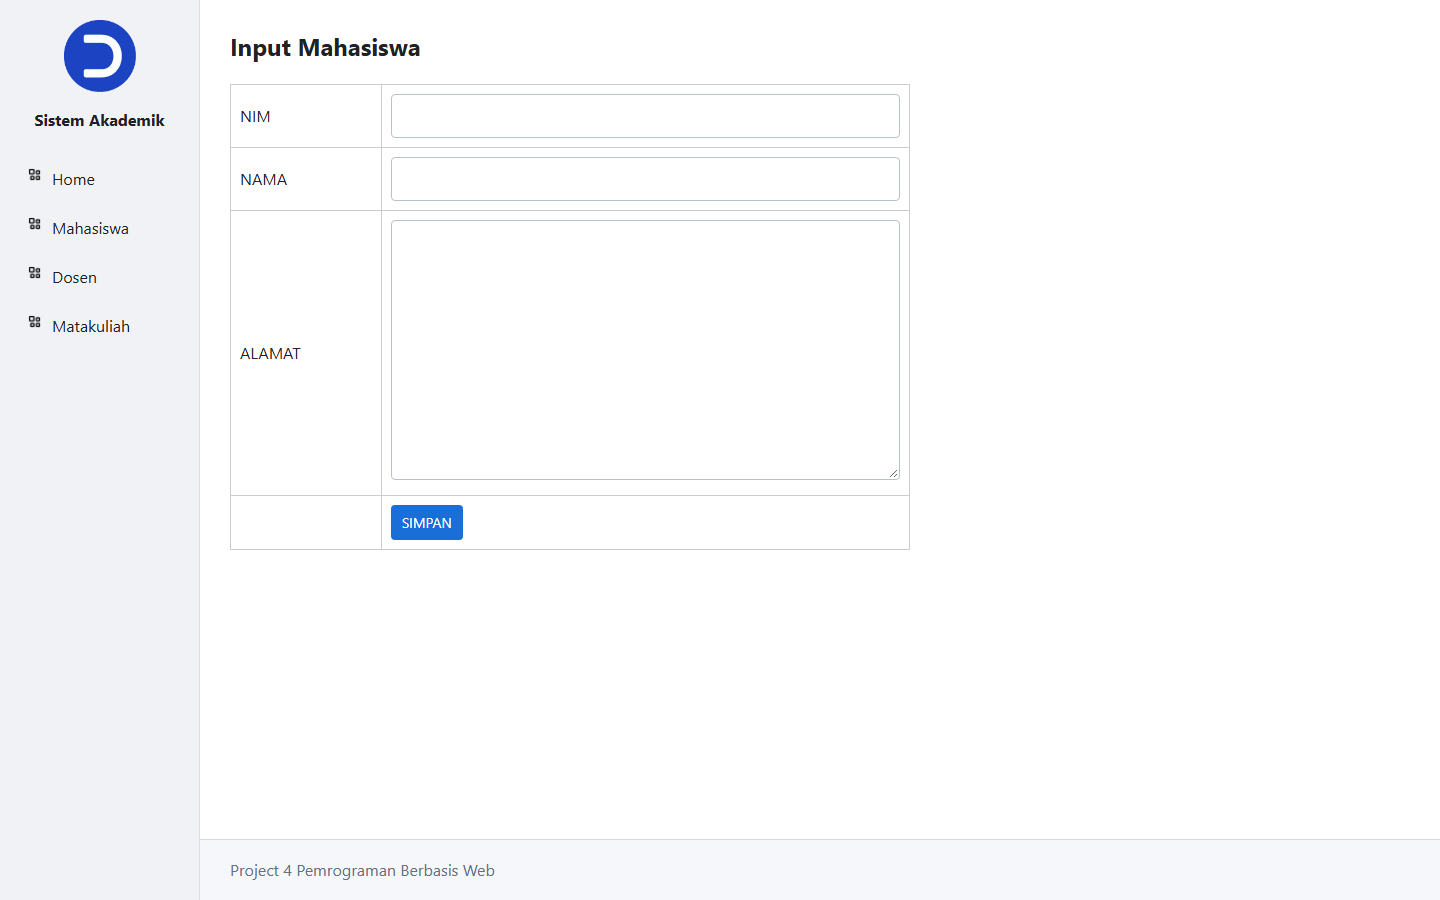 Sistem Akademik
Home
Mahasiswa
Dosen
Matakuliah
Input Mahasiswa
NIM
NAMA
ALAMAT
SIMPAN
Project 4 Pemrograman Berbasis Web